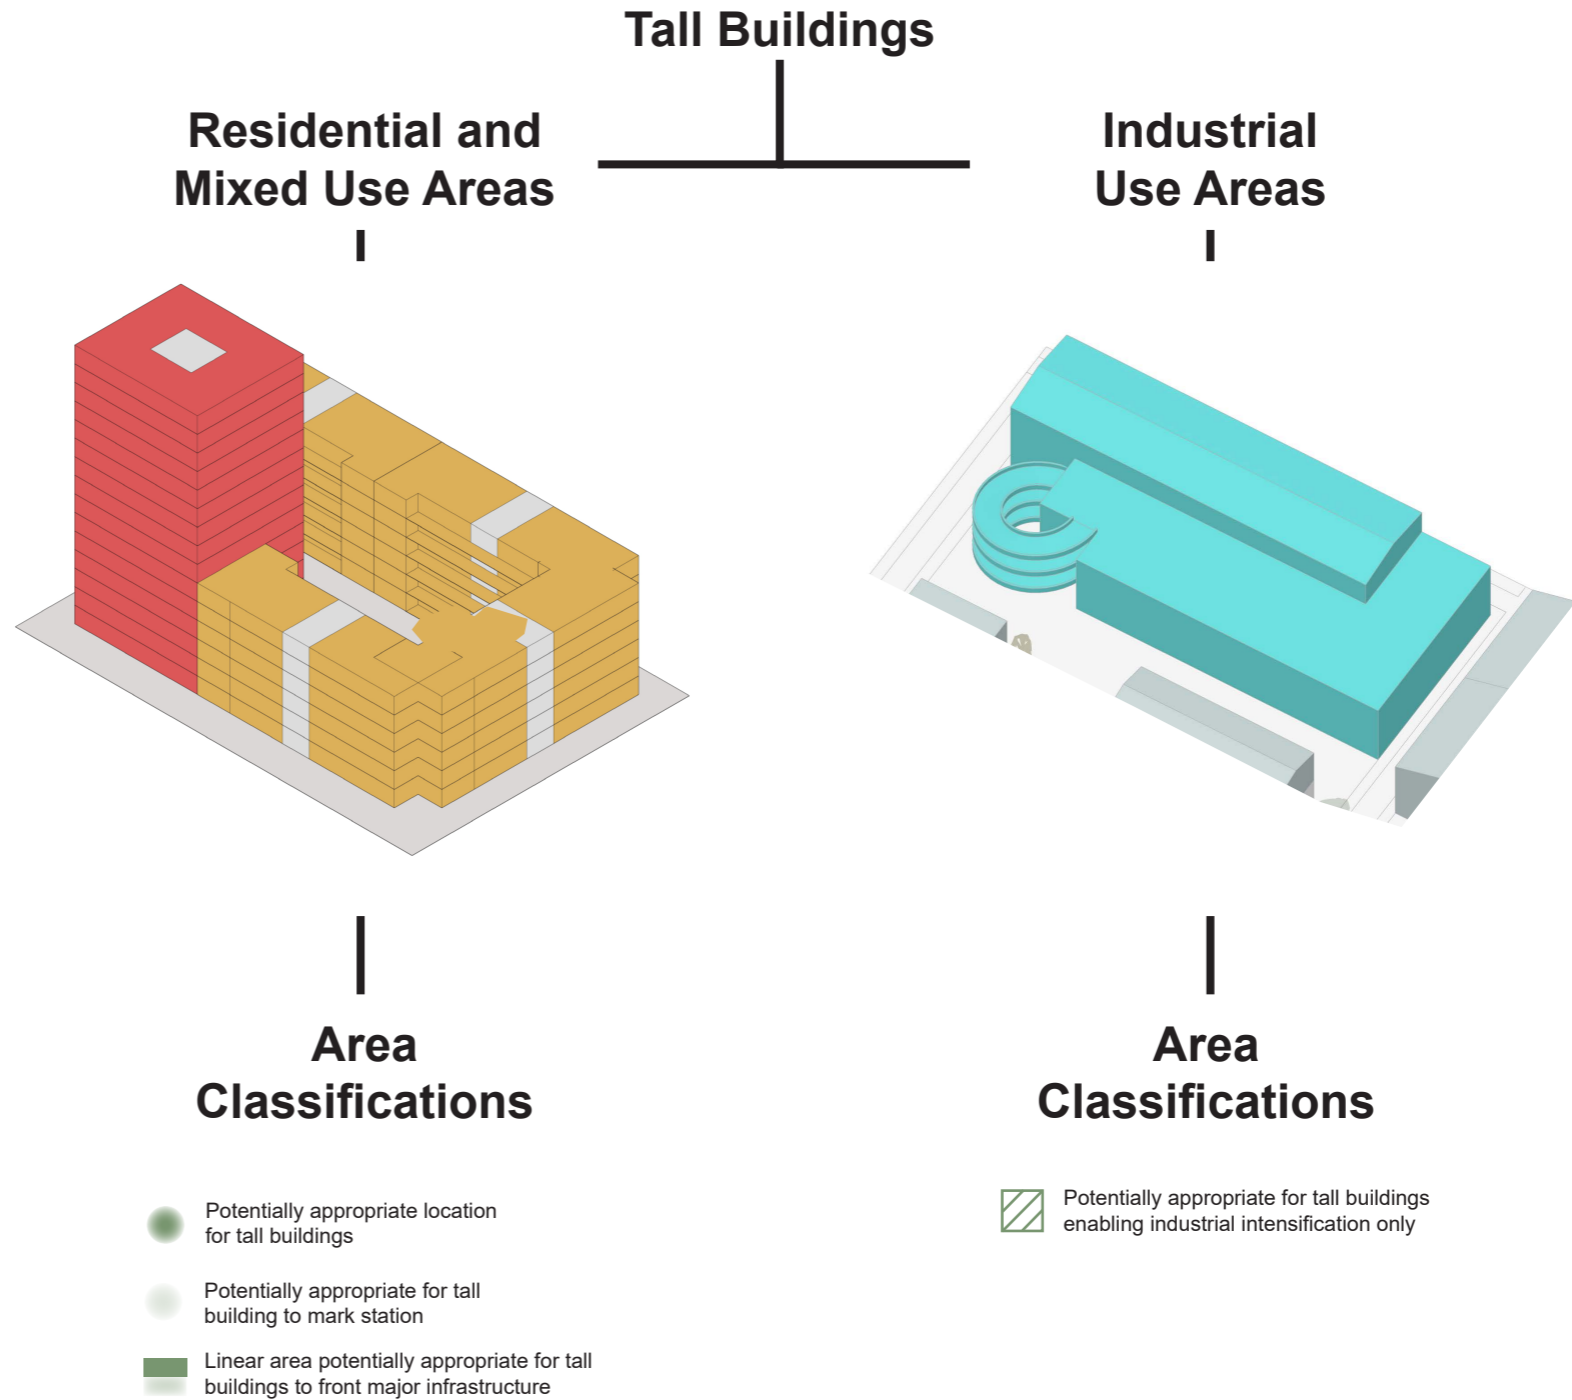 Tall Buildings
Residential and
Mixed Use Areas
Industrial
Use Areas
Area
Classifications
Potentially appropriate location
for tall buildings
Potentially appropriate for tall
building to mark station
Linear area potentially appropriate for tall
buildings to front major infrastructure
Area
Classifications
Potentially appropriate for tall buildings
enabling industrial intensification only